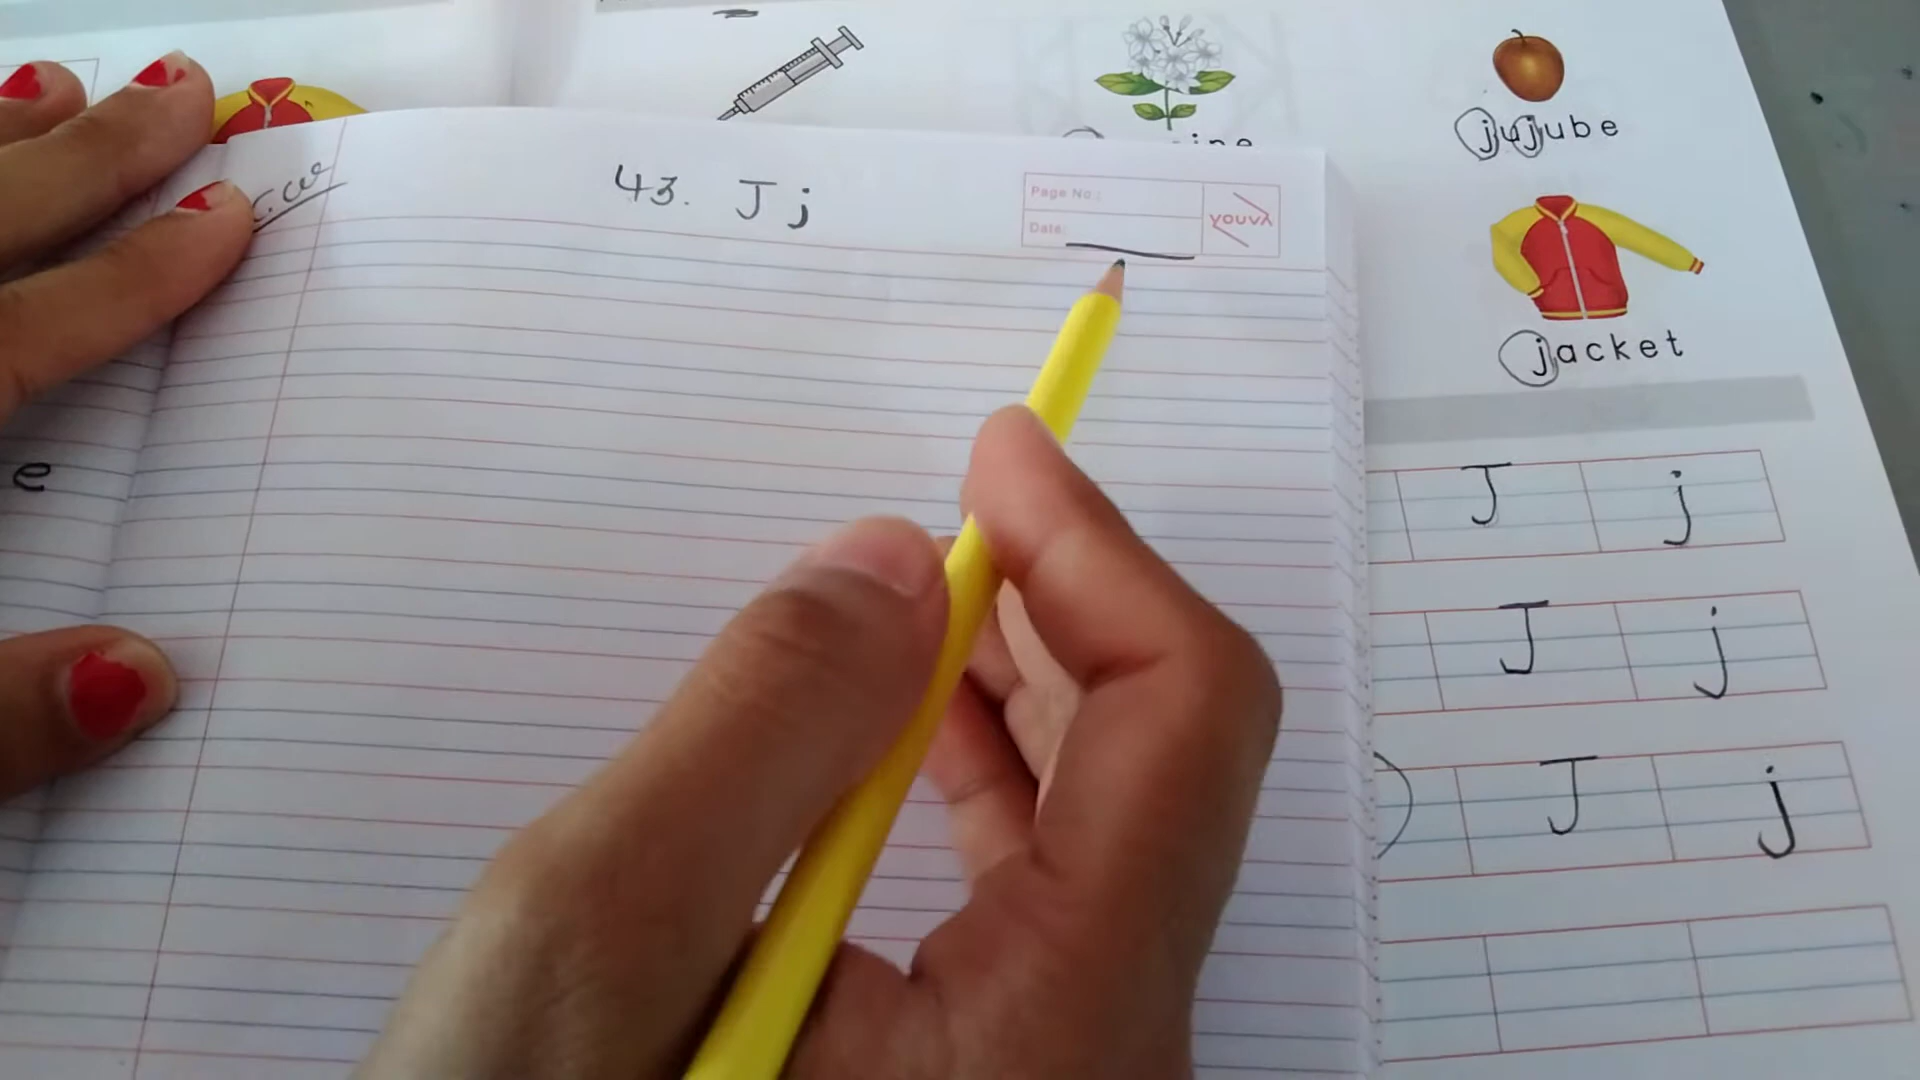 jujube
C.W
43. J j
Page No.:
Date:
youva
jacket
e
J j
J j
J j